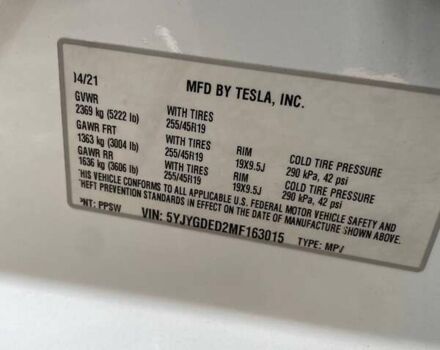 04/21 MFD BY TESLA, INC.
GVWR
2369 kg (5222 lb) WITH TIRES
GAWR FRT 255/45R19
1363 kg (3004 lb) WITH TIRES RIM COLD TIRE PRESSURE
GAWR RR 255/45R19 19X9.5J 290 kPa, 42 psi
1636 kg (3606 lb) WITH TIRES RIM COLD TIRE PRESSURE
255/45R19 19X9.5J 290 kPa, 42 psi
THIS VEHICLE CONFORMS TO ALL APPLICABLE U.S. FEDERAL MOTOR VEHICLE SAFETY AND
THEFT PREVENTION STANDARDS IN EFFECT ON THE DATE OF MANUFACTURE SHOWN ABOVE.
PNT: PPSW VIN: 5YJYGDED2MF163015 TYPE: MPV